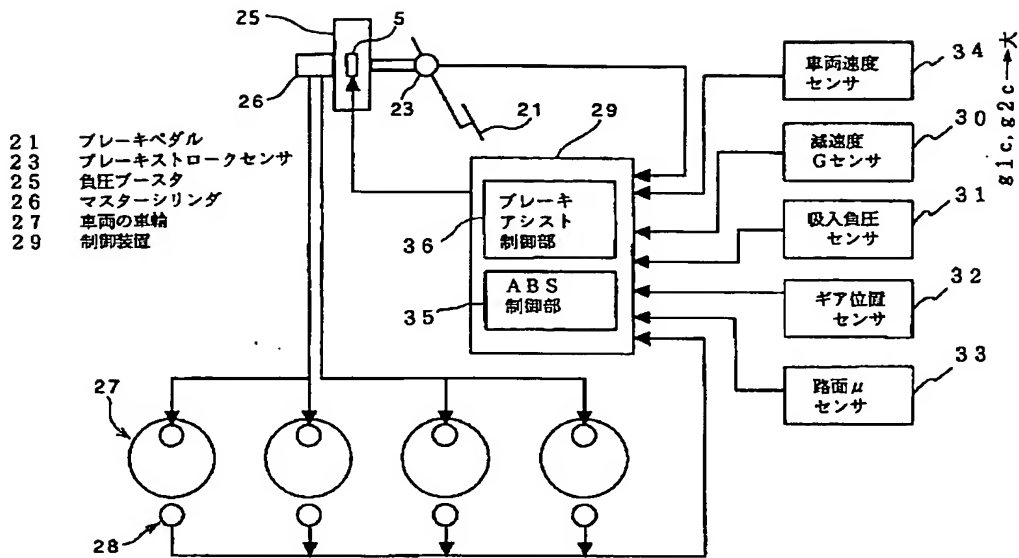 25
5
26
23
21
29
21 ブレーキペダル
23 ブレーキストロークセンサ
25 負圧ブースタ
26 マスターシリンダ
27 車両の車輪
29 制御装置
ブレーキ
アシスト
制御部
36
ABS
制御部
35
車両速度
センサ
34
減速度
Gセンサ
30
吸入負圧
センサ
31
ギア位置
センサ
32
路面μ
センサ
33
g1c,g2c→大
27
28